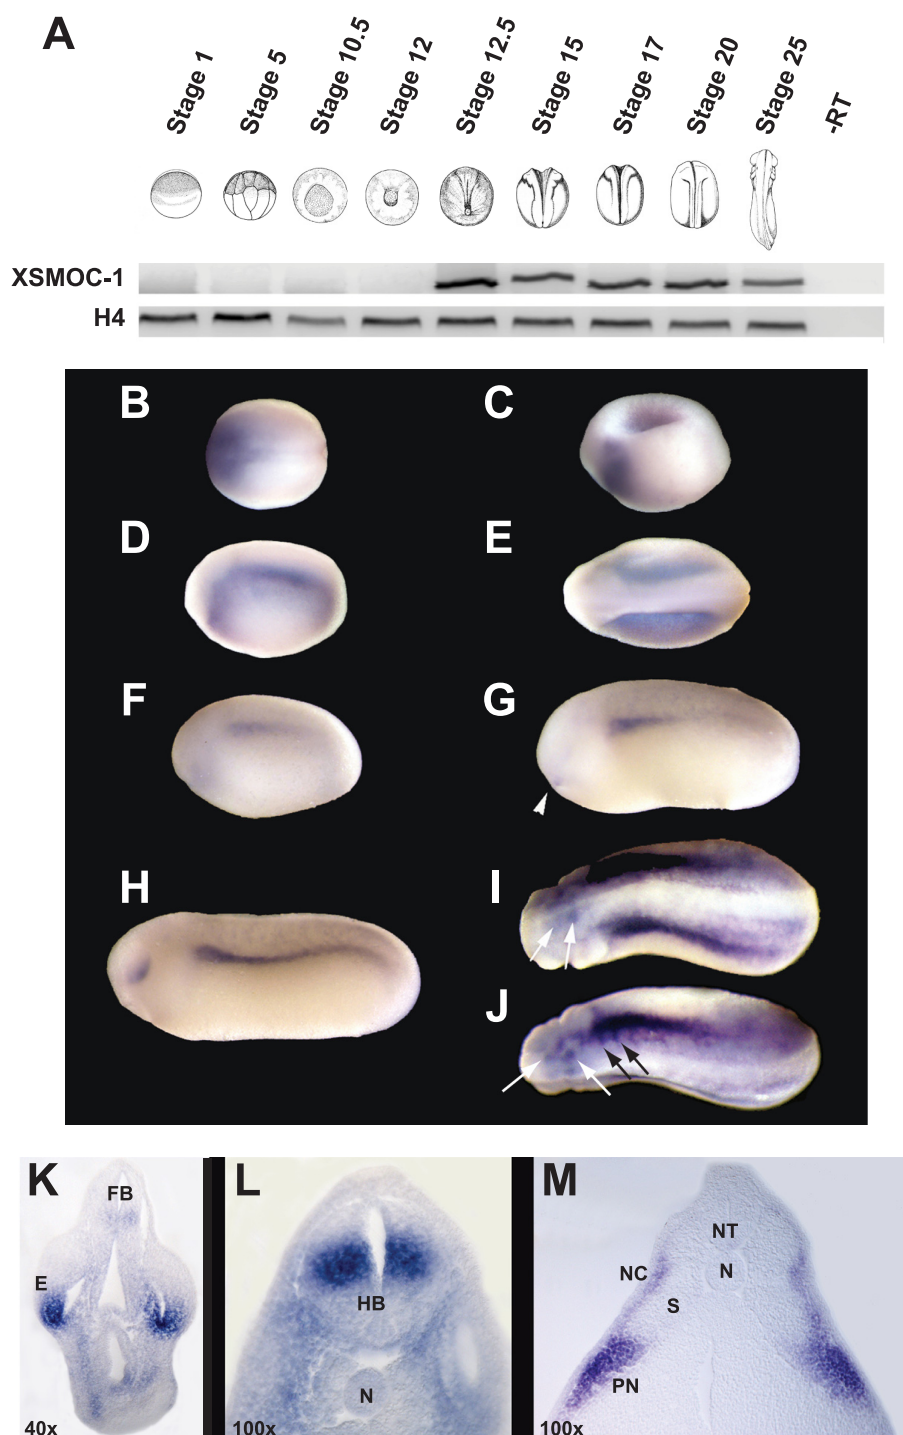 A
Stage 1
Stage 5
Stage 10.5
Stage 12
Stage 12.5
Stage 15
Stage 17
Stage 20
Stage 25
-RT
XSMOC-1
H4
B
C
D
E
F
G
H
I
J
K
FB
E
40x
L
HB
N
100x
M
NT
NC
N
S
PN
100x